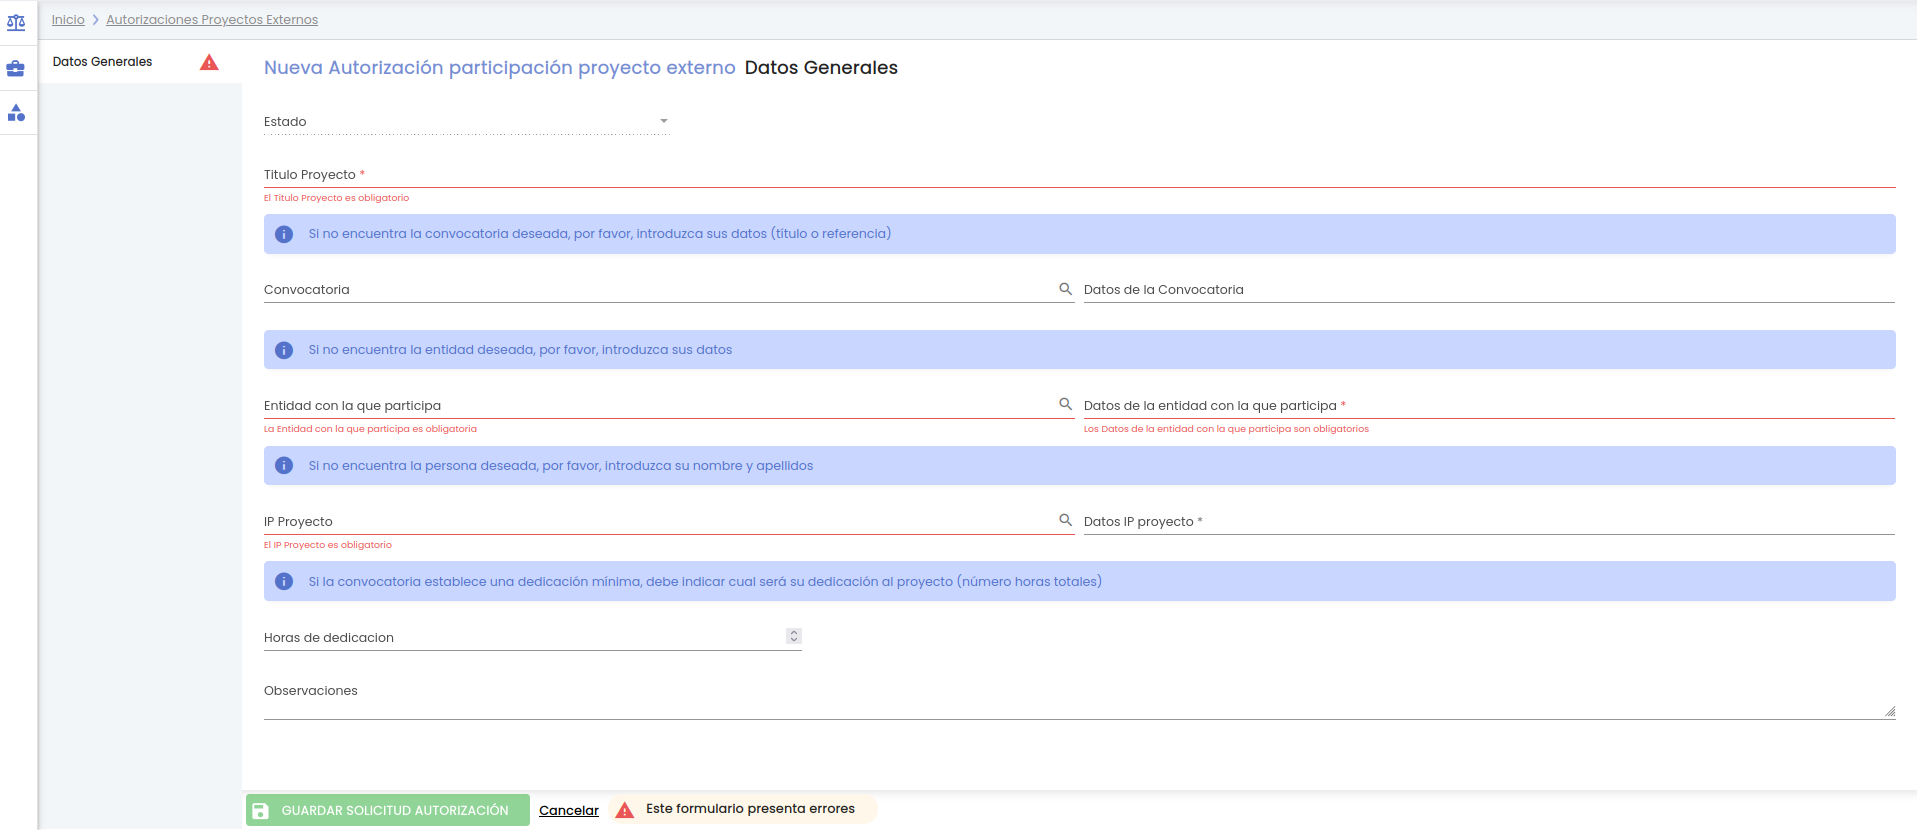 Inicio
Autorizaciones Proyectos Externos
Datos Generales
Nueva Autorización participación proyecto externo Datos Generales
Estado
Titulo Proyecto *
El Titulo Proyecto es obligatorio
Si no encuentra la convocatoria deseada, por favor, introduzca sus datos (título o referencia)
Convocatoria
Datos de la Convocatoria
Si no encuentra la entidad deseada, por favor, introduzca sus datos
Entidad con la que participa
Datos de la entidad con la que participa *
La Entidad con la que participa es obligatoria
Los Datos de la entidad con la que participa son obligatorios
Si no encuentra la persona deseada, por favor, introduzca su nombre y apellidos
IP Proyecto
Datos IP proyecto *
El IP Proyecto es obligatorio
Si la convocatoria establece una dedicación mínima, debe indicar cual será su dedicación al proyecto (número horas totales)
Horas de dedicacion
Observaciones
GUARDAR SOLICITUD AUTORIZACIÓN
Cancelar
Este formulario presenta errores